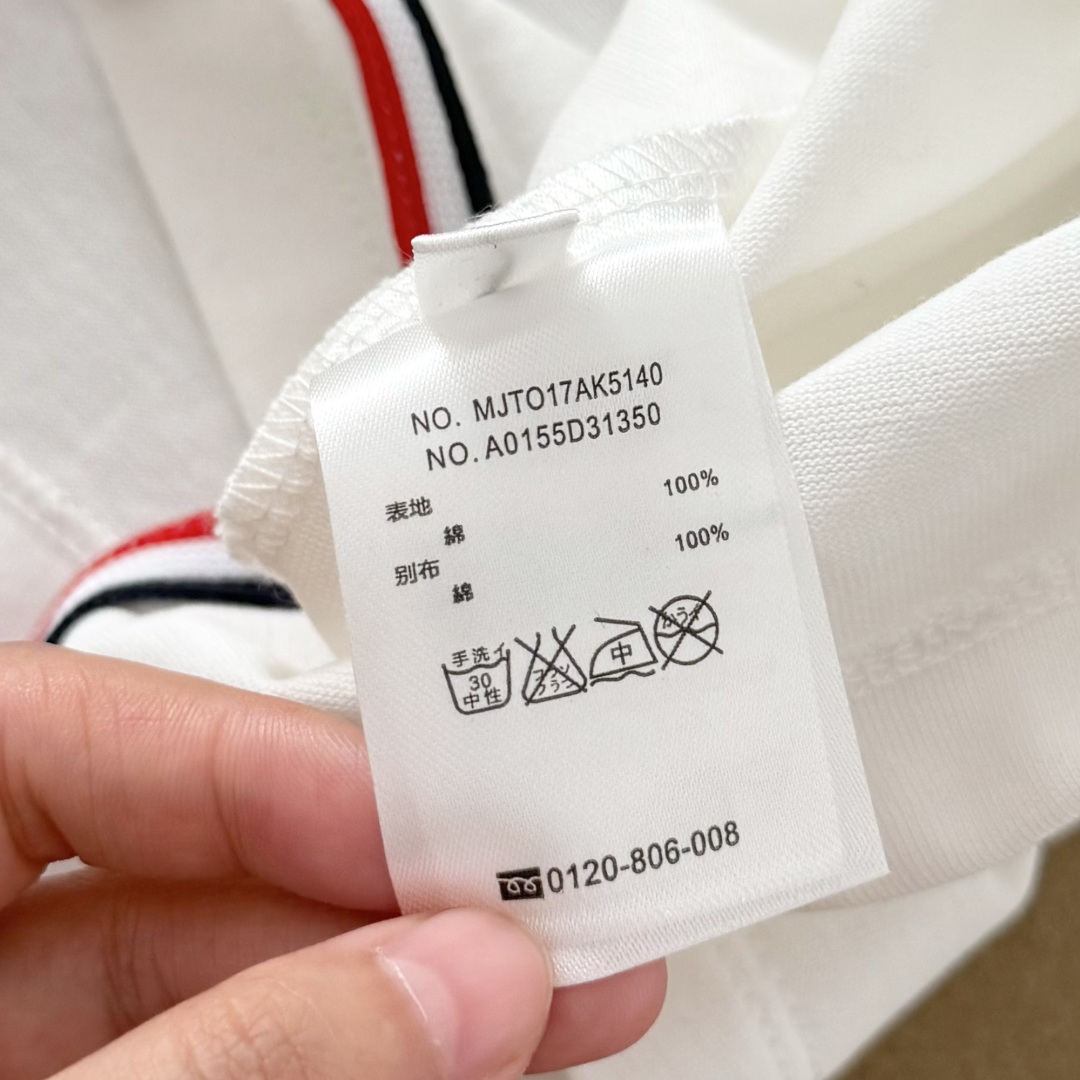 NO. MJTO17AK5140
NO. A0155D31350
表地 100%
綿
别布 100%
綿
手洗イ
30
中性
中
0120-806-008